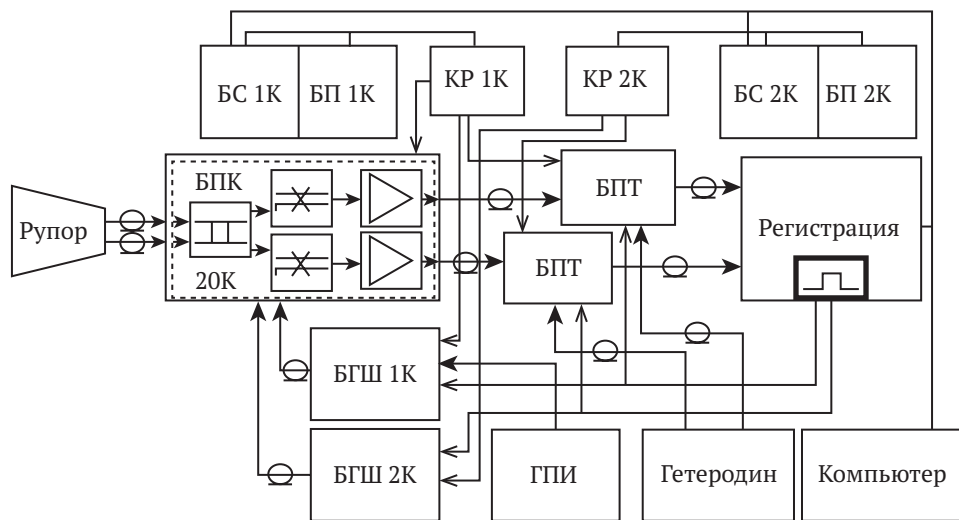 БС 1К
БП 1К
КР 1К
КР 2К
БС 2К
БП 2К
Рупор
БПК
20К
БПТ
БПТ
Регистрация
БГШ 1К
БГШ 2К
ГПИ
Гетеродин
Компьютер